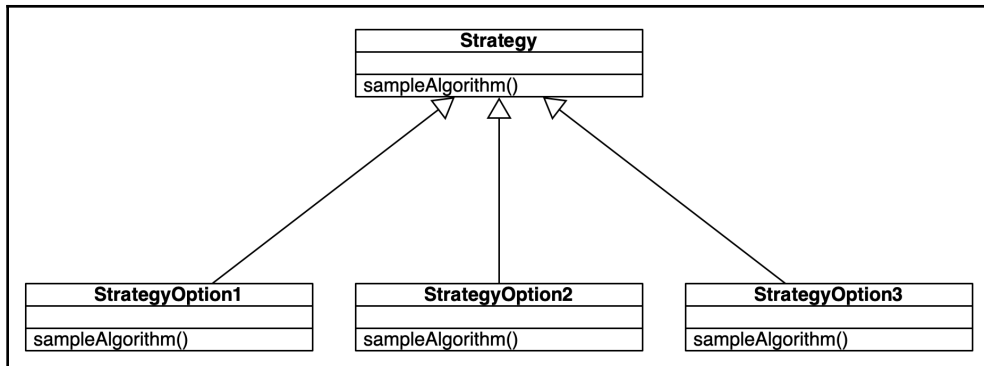 Strategy
sampleAlgorithm()
StrategyOption1
StrategyOption2
StrategyOption3
sampleAlgorithm()
sampleAlgorithm()
sampleAlgorithm()